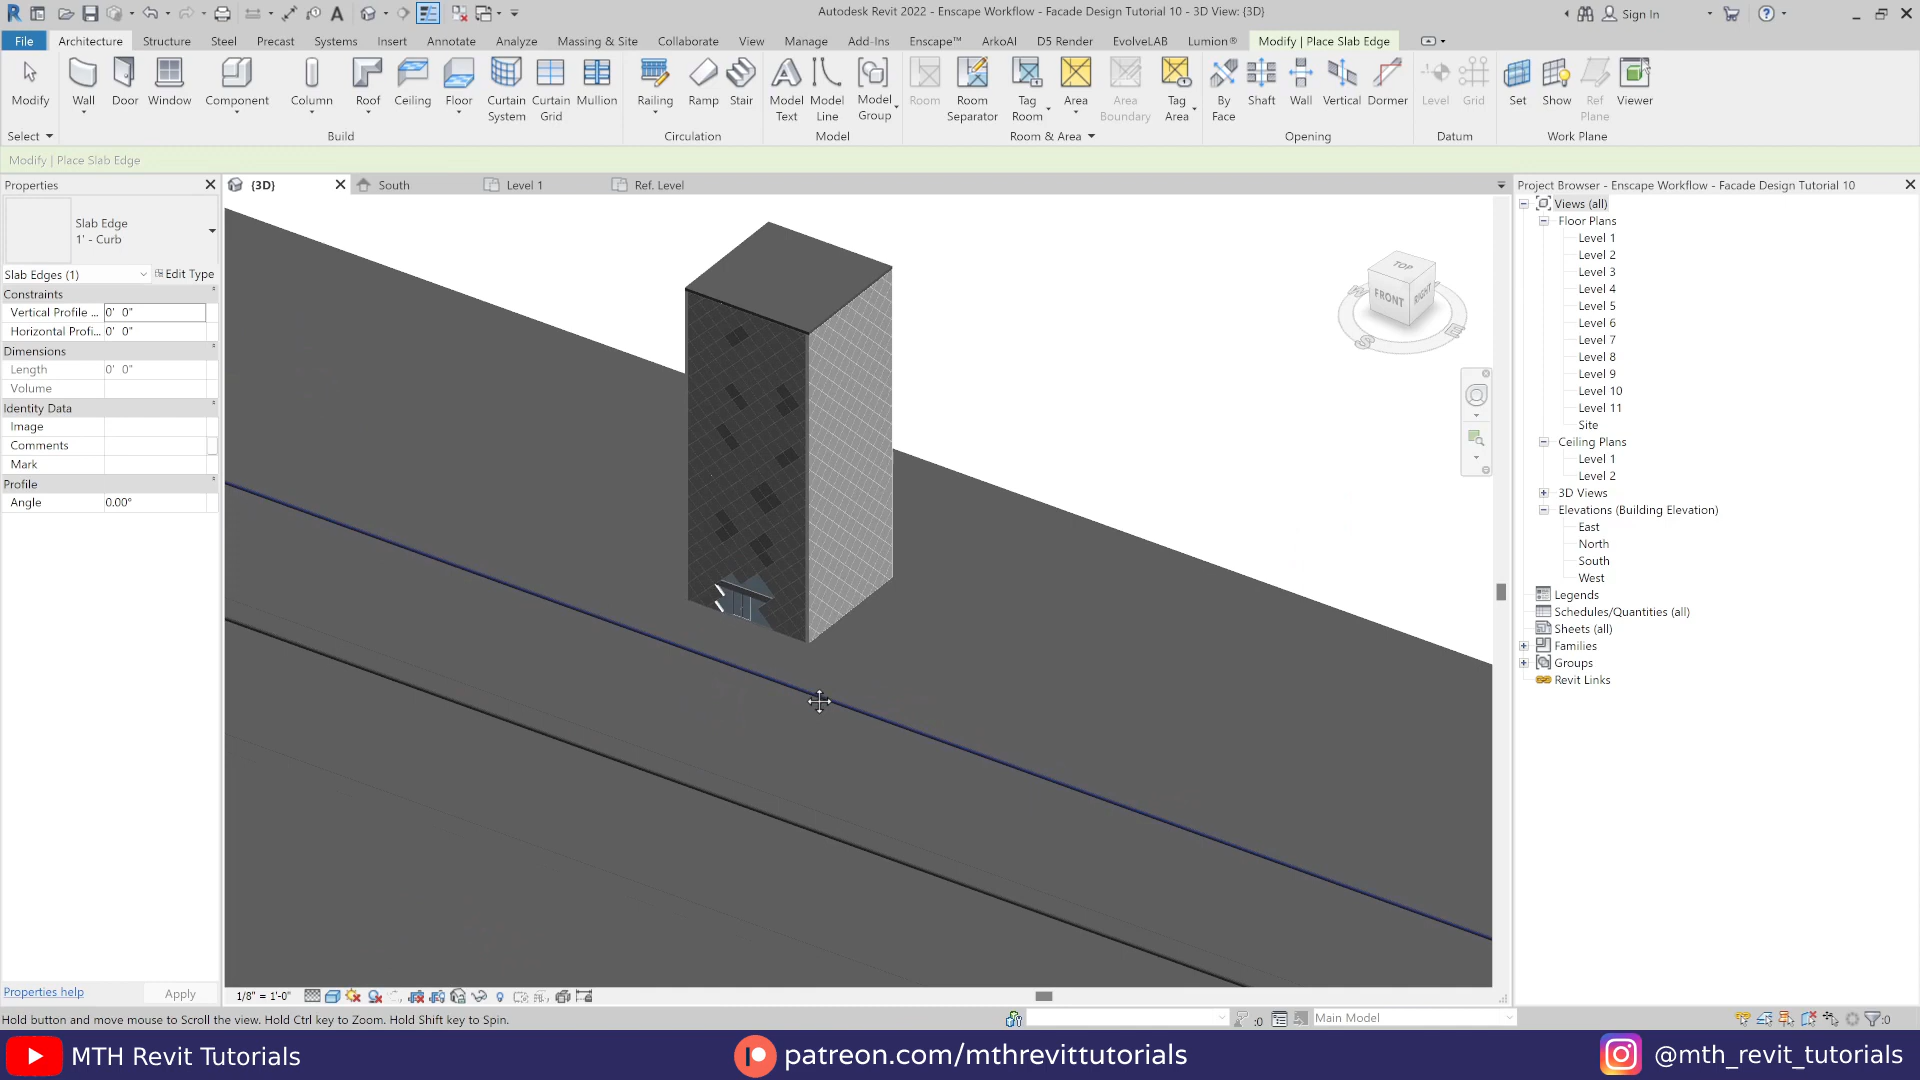 Autodesk Revit 2022 - Enscape Workflow - Facade Design Tutorial 10 - 3D View: {3D}
Sign In
File Architecture Structure Steel Precast Systems Insert Annotate Analyze Massing & Site Collaborate View Manage Add-Ins Enscape™ ArkoAI D5 Render EvolveLAB Lumion® Modify | Place Slab Edge
Modify Wall Door Window Component Column Roof Ceiling Floor Curtain System Curtain Grid Mullion Railing Ramp Stair Model Text Model Line Model Group Room Room Separator Tag Room Area Area Boundary Tag Area By Face Shaft Wall Vertical Dormer Level Grid Set Show Ref Plane Viewer
Select Build Circulation Model Room & Area Opening Datum Work Plane
Modify | Place Slab Edge
Properties
Slab Edge
1' - Curb
Slab Edges (1) Edit Type
Constraints
Vertical Profile ... 0' 0"
Horizontal Profi... 0' 0"
Dimensions
Length 0' 0"
Volume
Identity Data
Image
Comments
Mark
Profile
Angle 0.00°
Properties help Apply
{3D} South Level 1 Ref. Level
TOP
FRONT RIGHT
S E
Project Browser - Enscape Workflow - Facade Design Tutorial 10
Views (all)
Floor Plans
Level 1
Level 2
Level 3
Level 4
Level 5
Level 6
Level 7
Level 8
Level 9
Level 10
Level 11
Site
Ceiling Plans
Level 1
Level 2
3D Views
Elevations (Building Elevation)
East
North
South
West
Legends
Schedules/Quantities (all)
Sheets (all)
Families
Groups
Revit Links
1/8" = 1'-0"
Hold button and move mouse to Scroll the view. Hold Ctrl key to Zoom. Hold Shift key to Spin.
:0 Main Model :0
MTH Revit Tutorials patreon.com/mthrevittutorials @mth_revit_tutorials